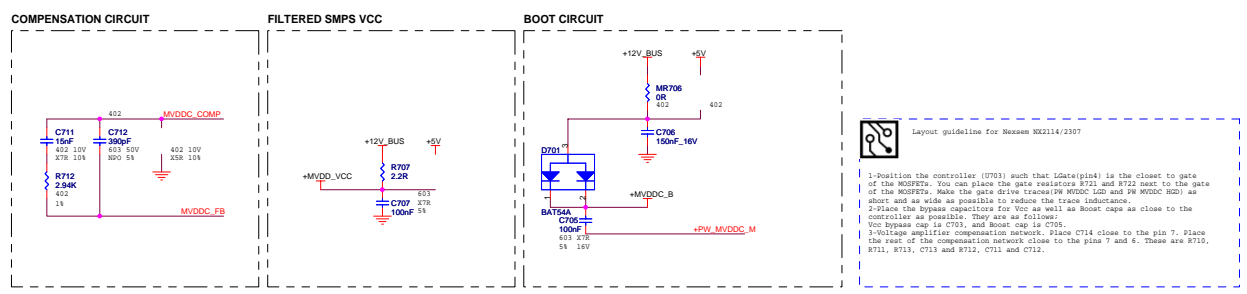 COMPENSATION CIRCUIT
402
MVDDC_COMP
C711
15nF
402 10V
X7R 10%
C712
390pF
603 50V
NPO 5%
402 10V
X5R 10%
R712
2.94K
402
1%
MVDDC_FB
FILTERED SMPS VCC
+12V_BUS
+5V
R707
2.2R
+MVDD_VCC
603
X7R
5%
C707
100nF
BOOT CIRCUIT
+12V_BUS
+5V
MR706
0R
402
402
C706
150nF_16V
D701
3
1
2
BAT54A
+MVDDC_B
C705
100nF
603 X7R
5% 16V
+PW_MVDDC_M
Layout guideline for Nexsem NX2114/2307
1-Position the controller (U703) such that LGate(pin4) is the closest to gate
of the MOSFETs. You can place the gate resistors R721 and R722 next to the gate
of the MOSFETs. Make the gate drive traces(PW MVDDC LGD and PW MVDDC HGD) as
short and as wide as possible to reduce the trace inductance.
2-Place the bypass capacitors for Vcc as well as Boost caps as close to the
controller as possible. They are as follows:
Vcc bypass cap is C703, and Boost cap is C705.
3-Voltage amplifier compensation network. Place C714 close to the pin 7. Place
the rest of the compensation network close to the pins 7 and 6. These are R710,
R711, R713, C713 and R712, C711 and C712.